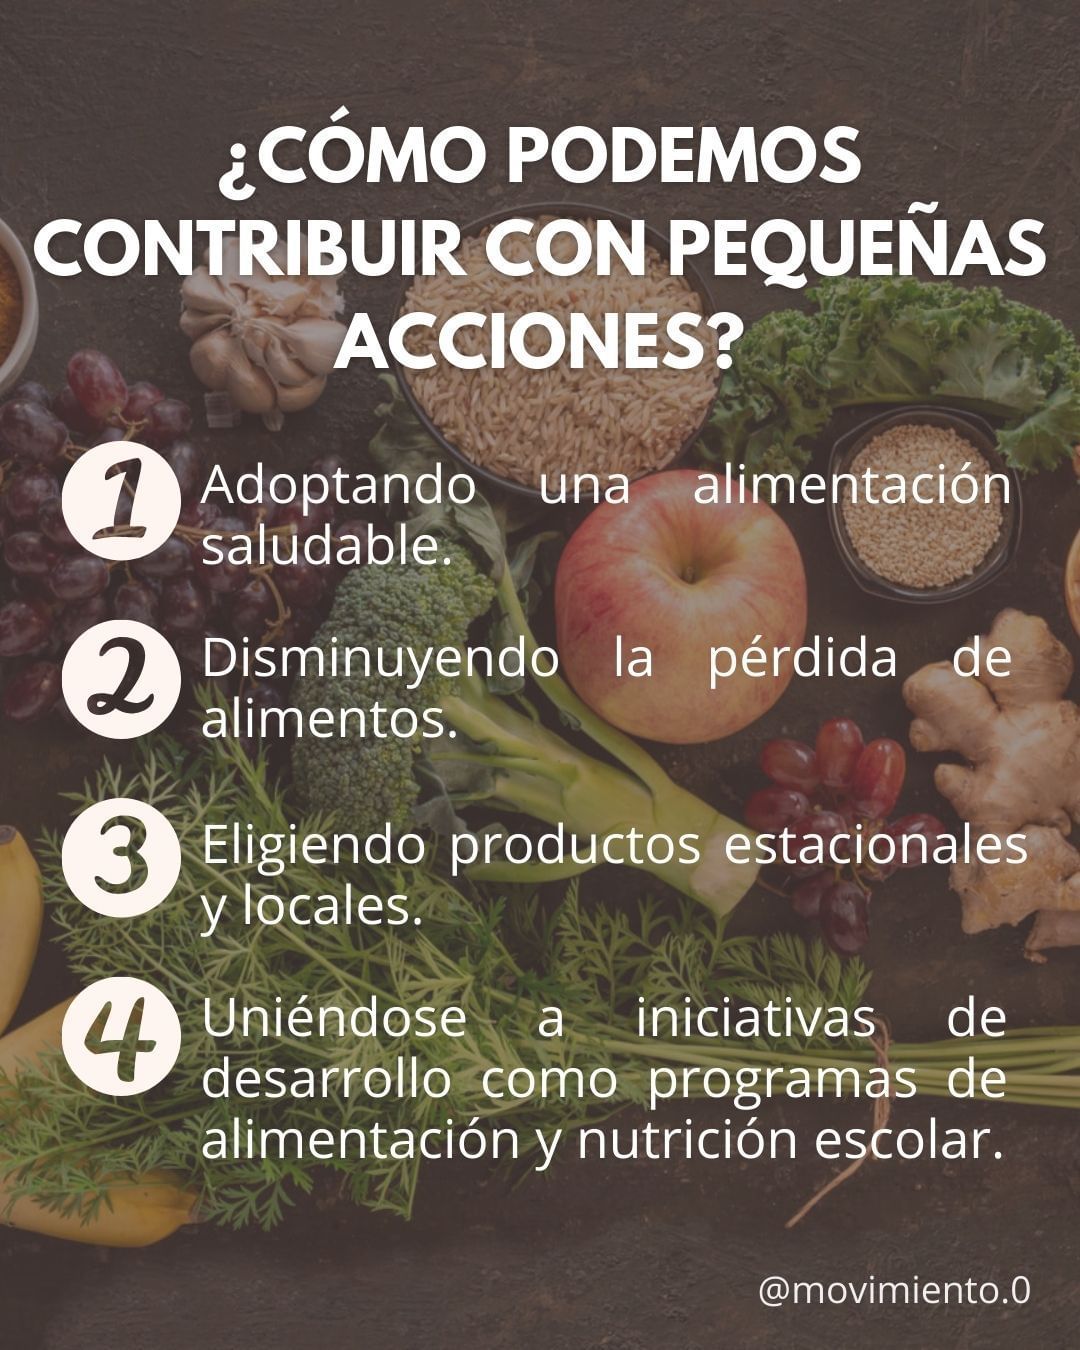 ¿CÓMO PODEMOS
CONTRIBUIR CON PEQUEÑAS
ACCIONES?
1 Adoptando una alimentación
saludable.
2 Disminuyendo la pérdida de
alimentos.
3 Eligiendo productos estacionales
y locales.
4 Uniéndose a iniciativas de
desarrollo como programas de
alimentación y nutrición escolar.
@movimiento.0